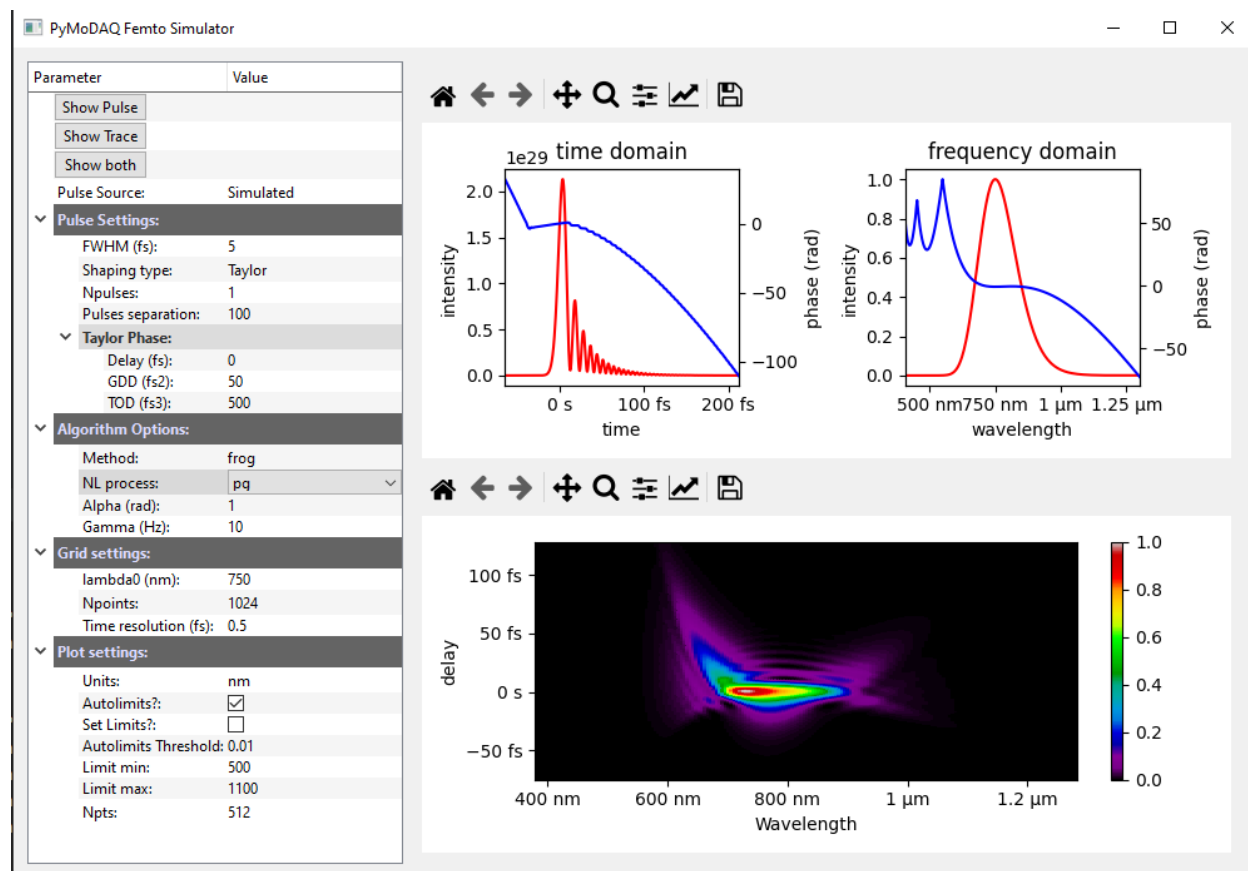 PyMoDAQ Femto Simulator
Parameter Value
Show Pulse
Show Trace
Show both
Pulse Source: Simulated
Pulse Settings:
FWHM (fs): 5
Shaping type: Taylor
Npulses: 1
Pulses separation: 100
Taylor Phase:
Delay (fs): 0
GDD (fs2): 50
TOD (fs3): 500
Algorithm Options:
Method: frog
NL process: pg
Alpha (rad): 1
Gamma (Hz): 10
Grid settings:
lambda0 (nm): 750
Npoints: 1024
Time resolution (fs): 0.5
Plot settings:
Units: nm
Autolimits?:
Set Limits?:
Autolimits Threshold: 0.01
Limit min: 500
Limit max: 1100
Npts: 512
1e29 time domain
2.0
1.5
1.0
0.5
0.0
intensity
0
−50
−100
phase (rad)
0 s 100 fs 200 fs
time
frequency domain
1.0
0.8
0.6
0.4
0.2
0.0
intensity
50
0
−50
phase (rad)
500 nm 750 nm 1 µm 1.25 µm
wavelength
100 fs
50 fs
0 s
−50 fs
delay
400 nm 600 nm 800 nm 1 µm 1.2 µm
Wavelength
1.0
0.8
0.6
0.4
0.2
0.0